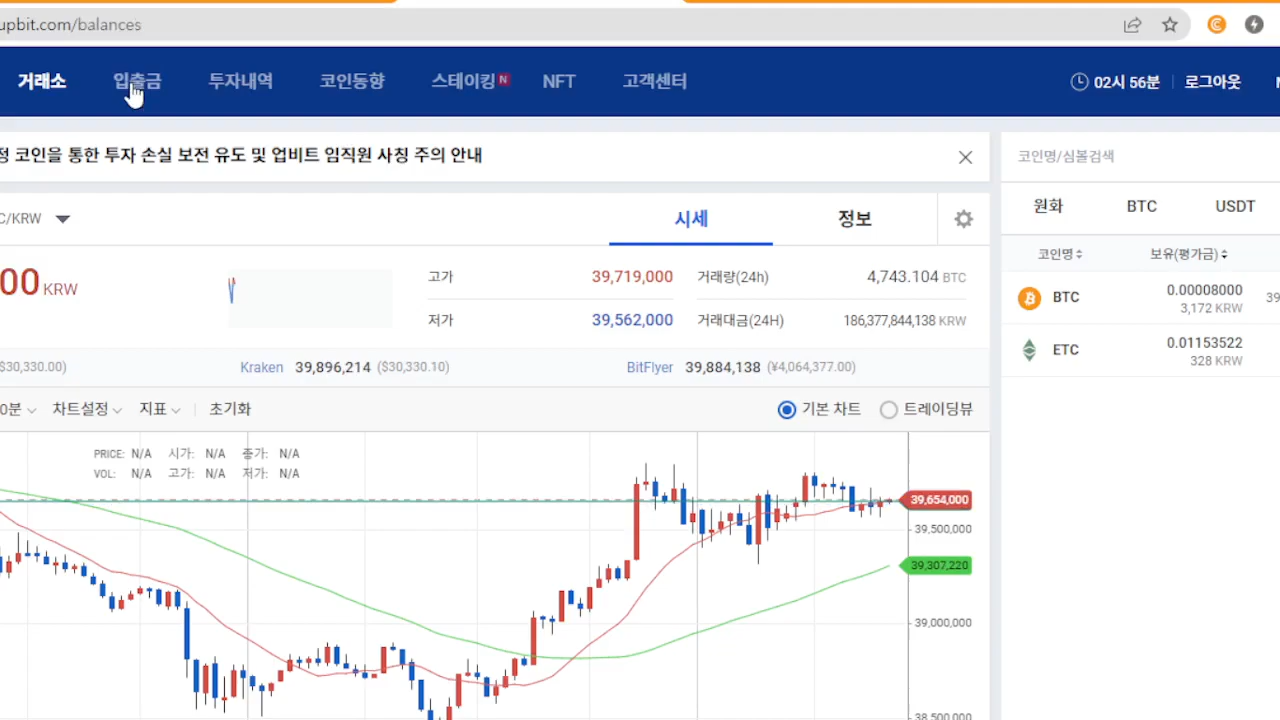 upbit.com/balances
거래소 입출금 투자내역 코인동향 스테이킹 N NFT 고객센터 02시 56분 로그아웃
정 코인을 통한 투자 손실 보전 유도 및 업비트 임직원 사칭 주의 안내
코인명/심볼검색
C/KRW 시세 정보
원화 BTC USDT
코인명 보유(평가금)
00 KRW
고가 39,719,000 거래량(24h) 4,743.104 BTC
저가 39,562,000 거래대금(24H) 186,377,844,138 KRW
BTC 0.00008000 39
3,172 KRW
ETC 0.01153522
328 KRW
$30,330.00) Kraken 39,896,214 ($30,330.10) BitFlyer 39,884,138 (¥4,064,377.00)
0분 차트설정 지표 초기화 기본 차트 트레이딩뷰
PRICE: N/A 시가: N/A 종가: N/A
VOL: N/A 고가: N/A 저가: N/A
39,654,000
39,500,000
39,307,220
39,000,000
38,500,000